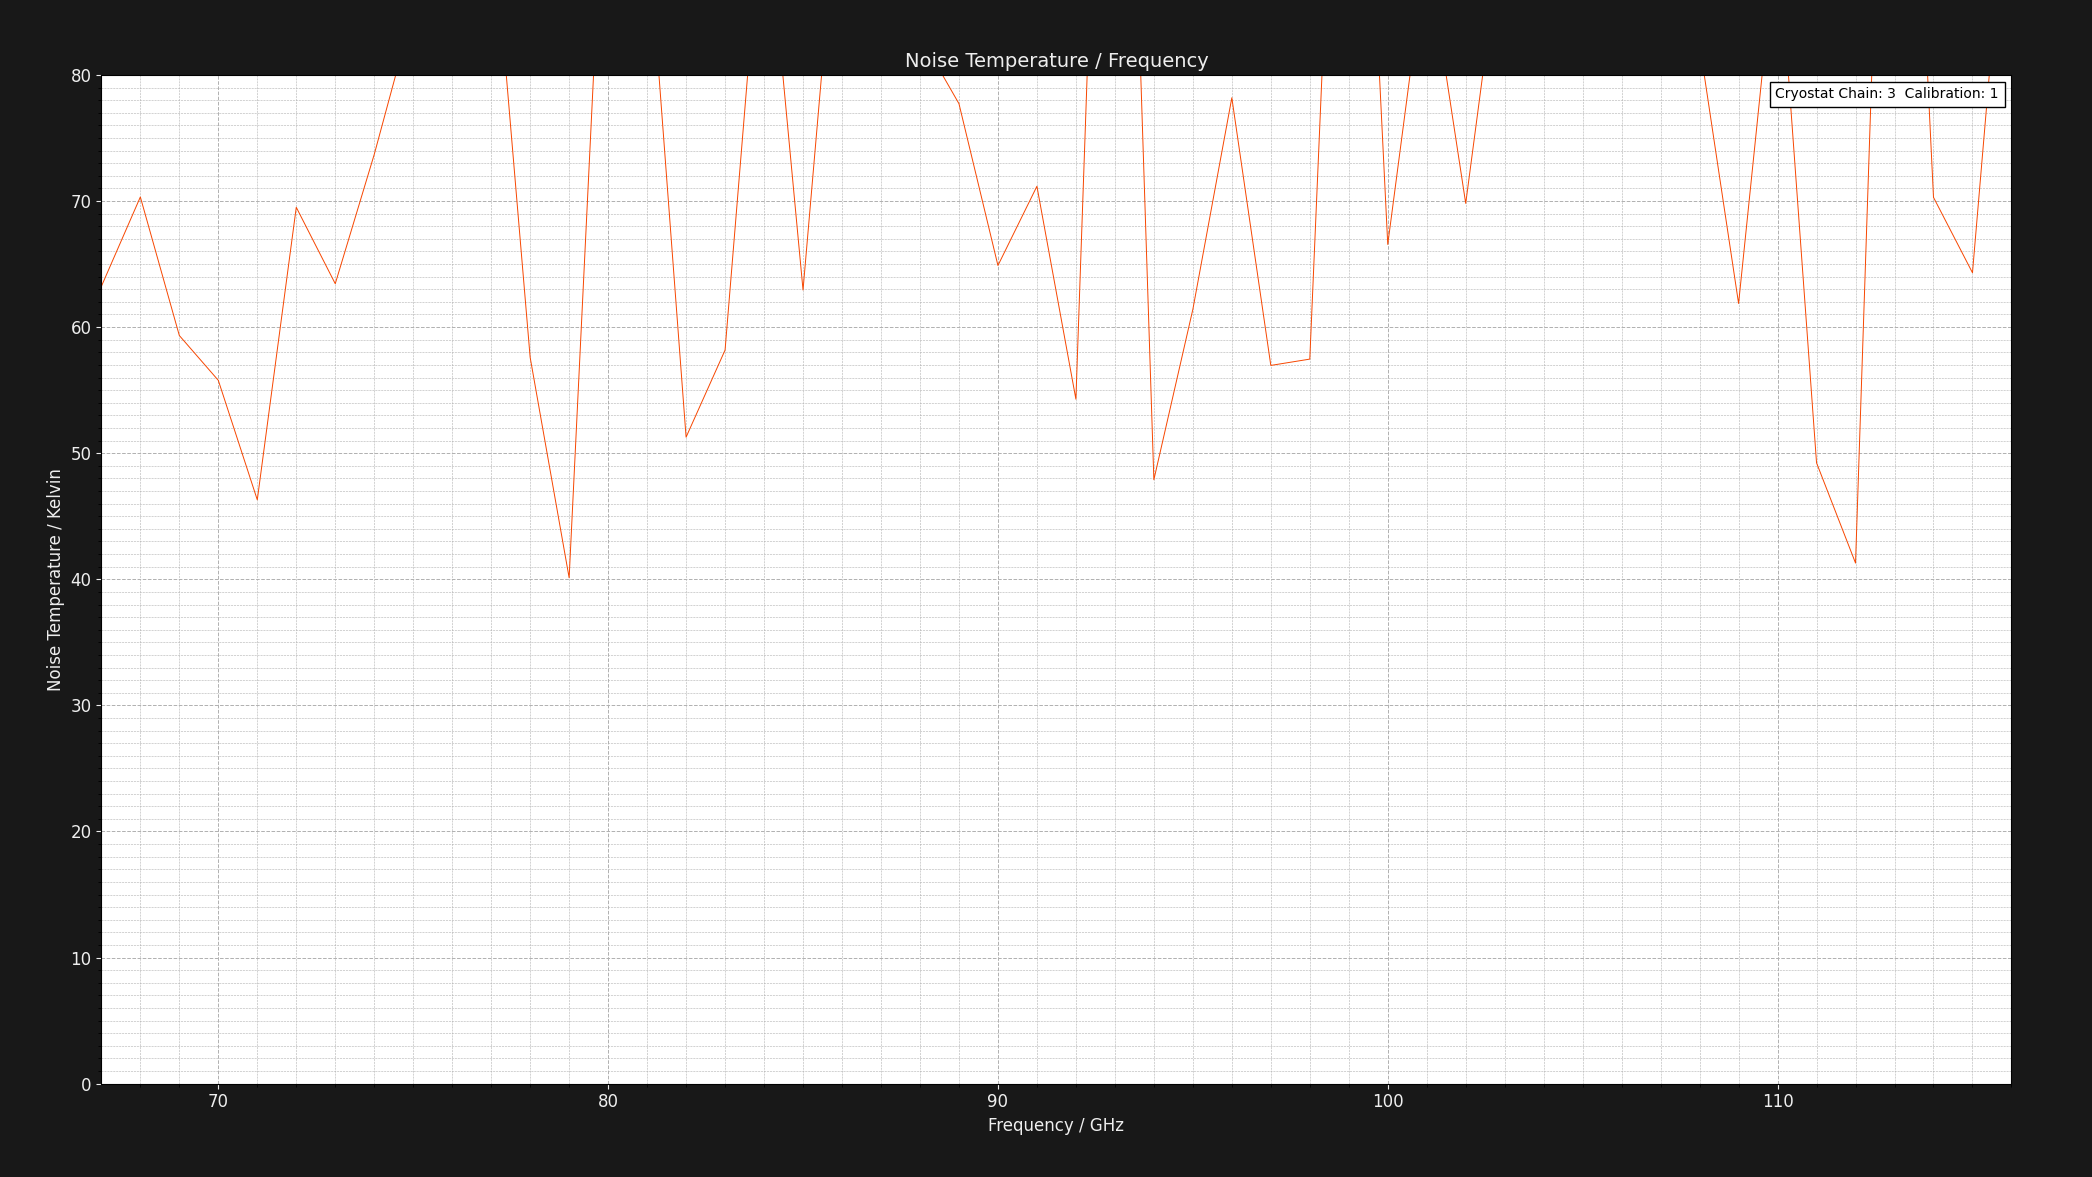 Noise Temperature / Frequency
Cryostat Chain: 3  Calibration: 1
80
70
60
50
40
30
20
10
0
Noise Temperature / Kelvin
70 80 90 100 110
Frequency / GHz